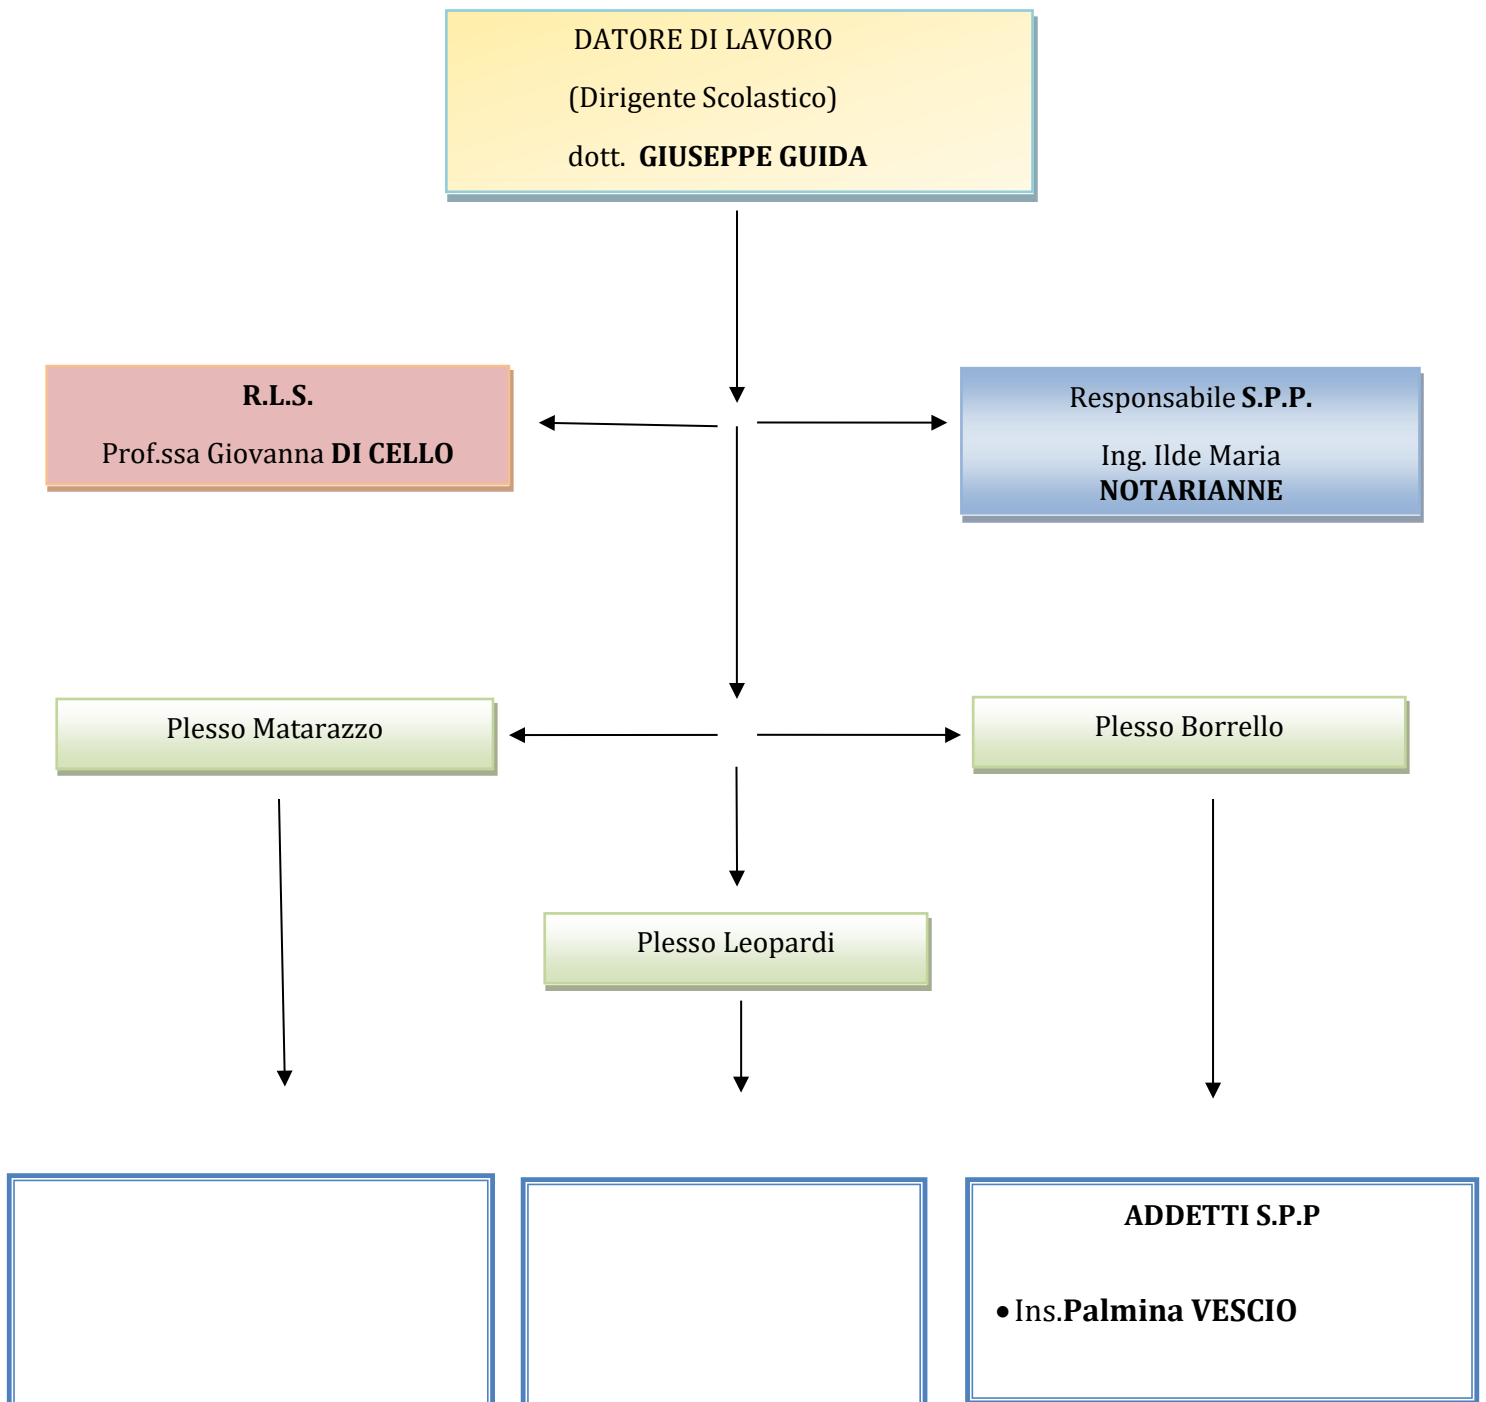 DATORE DI LAVORO
(Dirigente Scolastico)
dott. GIUSEPPE GUIDA
R.L.S.
Prof.ssa Giovanna DI CELLO
Responsabile S.P.P.
Ing. Ilde Maria
NOTARIANNE
Plesso Matarazzo
Plesso Borrello
Plesso Leopardi
ADDETTI S.P.P
• Ins.Palmina VESCIO